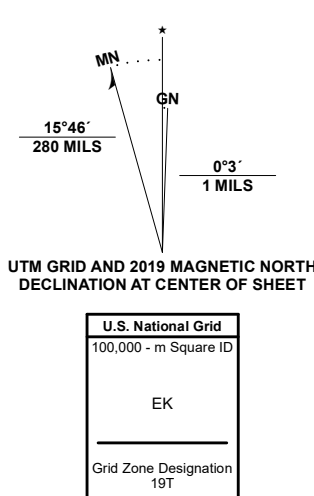 ★
MN
GN
15°46´
280 MILS
0°3´
1 MILS
UTM GRID AND 2019 MAGNETIC NORTH
DECLINATION AT CENTER OF SHEET
U.S. National Grid
100,000 - m Square ID
EK
Grid Zone Designation
19T